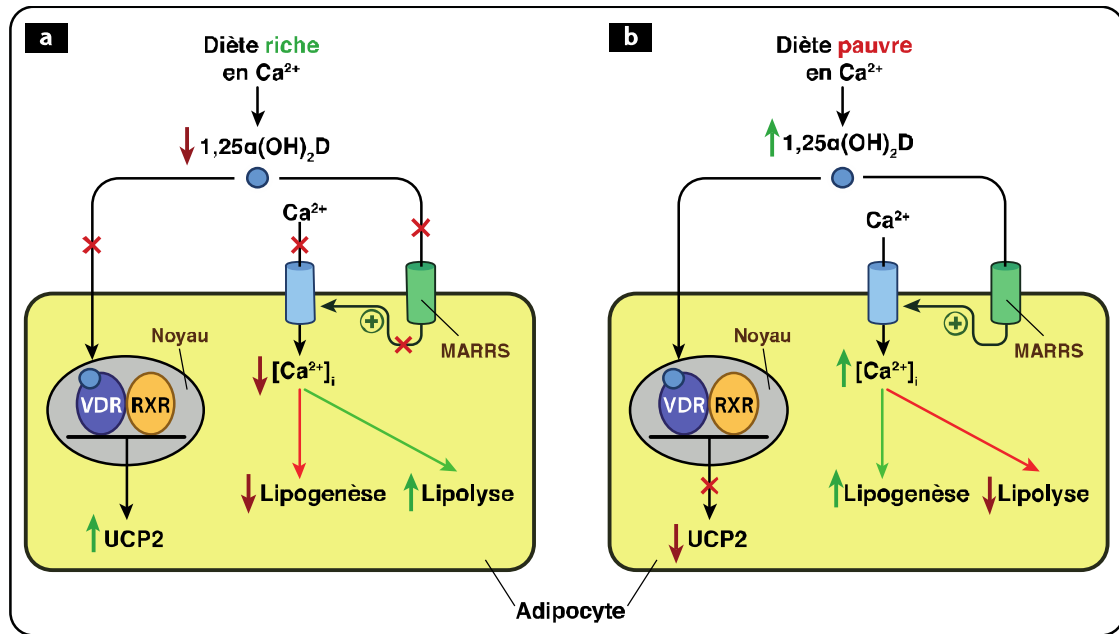 a
Diète riche
en Ca²⁺
1,25α(OH)₂D
Ca²⁺
Noyau
MARRS
[Ca²⁺]ᵢ
VDR
RXR
Lipogenèse
Lipolyse
UCP2
b
Diète pauvre
en Ca²⁺
1,25α(OH)₂D
Ca²⁺
Noyau
MARRS
[Ca²⁺]ᵢ
VDR
RXR
Lipogenèse
Lipolyse
UCP2
Adipocyte